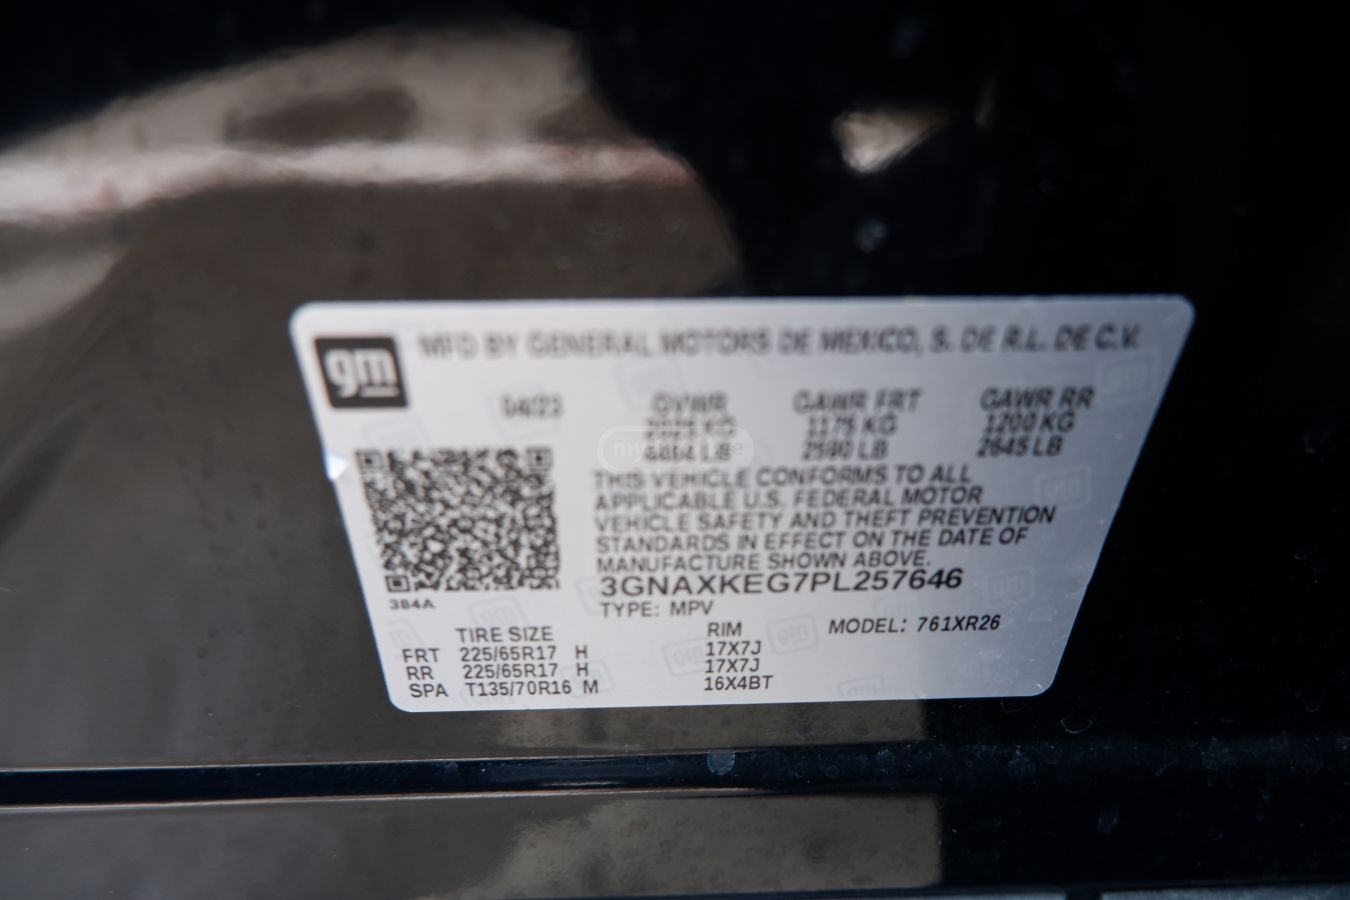 gm
MFD BY GENERAL MOTORS DE MEXICO, S. DE R.L. DE C.V.
04/23 GVWR GAWR FRT GAWR RR
KG 1175 KG 1200 KG
LB 2590 LB 2645 LB
THIS VEHICLE CONFORMS TO ALL
APPLICABLE U.S. FEDERAL MOTOR
VEHICLE SAFETY AND THEFT PREVENTION
STANDARDS IN EFFECT ON THE DATE OF
MANUFACTURE SHOWN ABOVE.
3GNAXKEG7PL257646
384A
TYPE: MPV
MODEL: 761XR26
TIRE SIZE RIM
FRT 225/65R17 H 17X7J
RR 225/65R17 H 17X7J
SPA T135/70R16 M 16X4BT